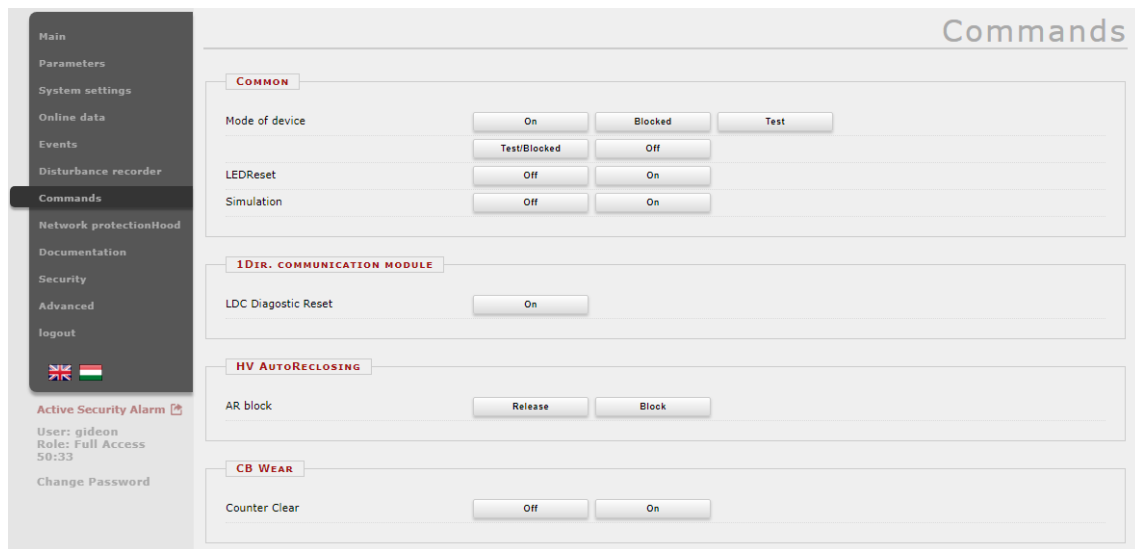 Main
Parameters
System settings
Online data
Events
Disturbance recorder
Commands
Network protectionHood
Documentation
Security
Advanced
logout
Active Security Alarm
User: gideon
Role: Full Access
50:33
Change Password
Commands
COMMON
Mode of device On Blocked Test
Test/Blocked Off
LEDReset Off On
Simulation Off On
1DIR. COMMUNICATION MODULE
LDC Diagostic Reset On
HV AUTORECLOSING
AR block Release Block
CB WEAR
Counter Clear Off On